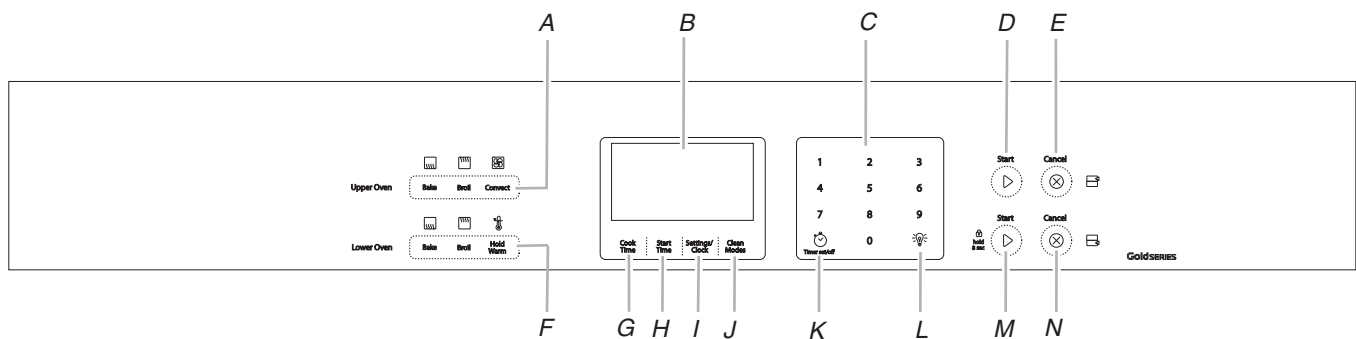 A B C D E
Upper Oven Bake Broil Convect
Lower Oven Bake Broil Hold Warm
Cook Time Start Time Settings/ Clock Clean Modes
1 2 3
4 5 6
7 8 9
Timer set/off 0
Start Cancel
hold 3 sec Start Cancel
GoldSERIES
F G H I J K L M N